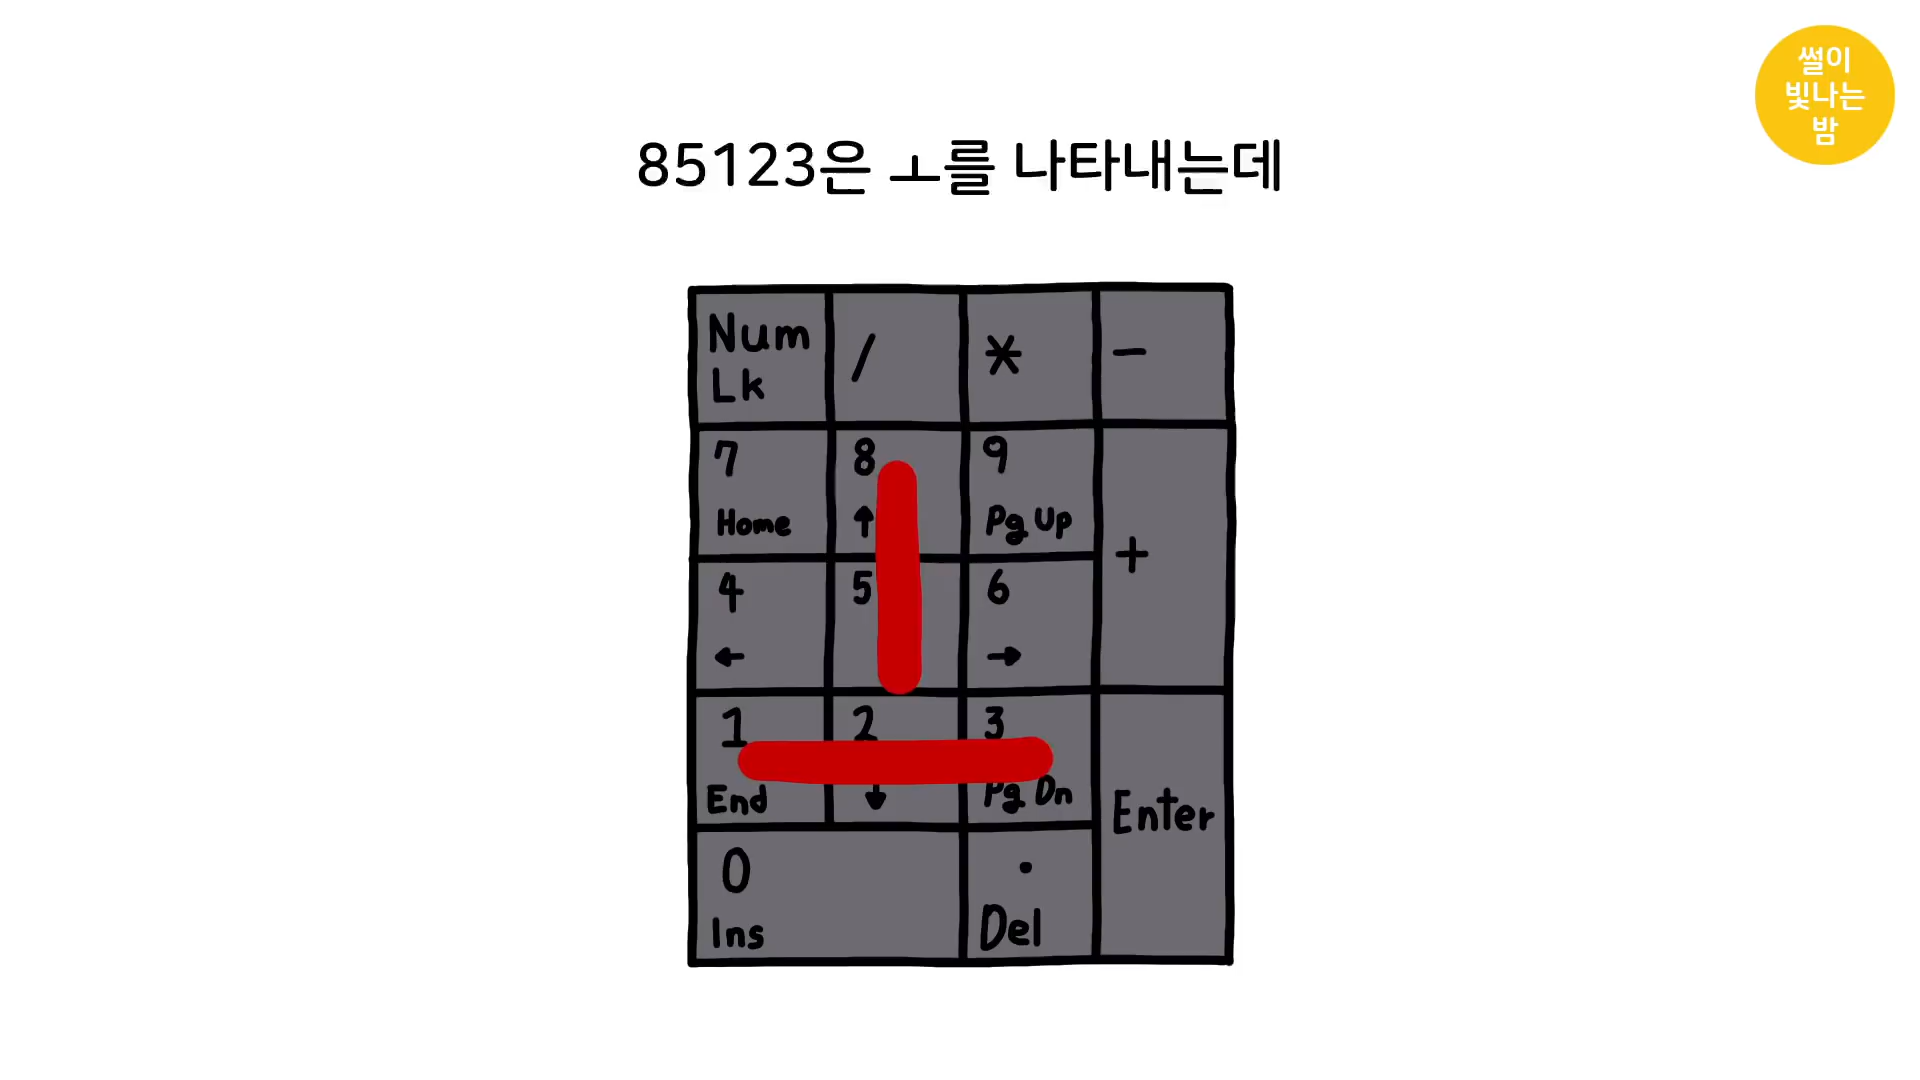 썰이
빛나는
밤
85123은 ㅗ를 나타내는데
Num Lk
/
*
-
7 Home
8 ↑
9 Pg Up
+
4 ←
5
6 →
1 End
2 ↓
3 Pg Dn
Enter
0 Ins
. Del